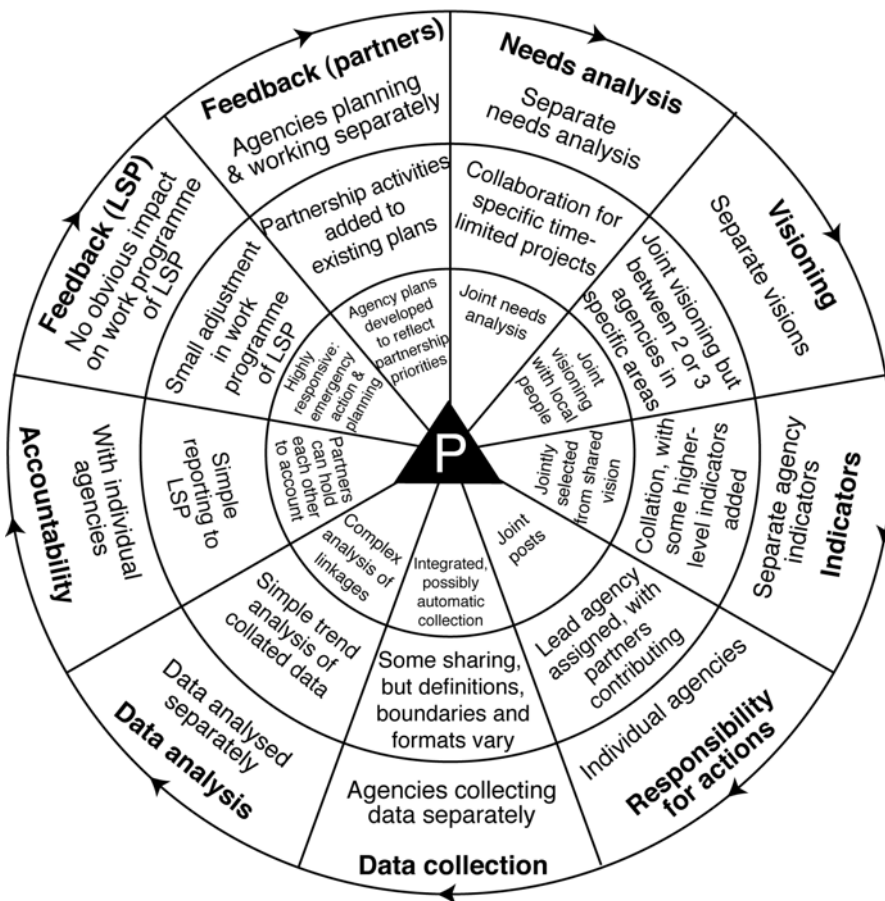 Needs analysis
Separate
needs analysis
Collaboration for
specific time-
limited projects
Joint needs
analysis
Visioning
Separate visions
Joint visioning but
between 2 or 3
agencies in
specific areas
Joint
visioning
with local
people
Indicators
Separate agency
indicators
Collation, with
some higher-
level indicators
added
Jointly
selected
from shared
vision
Responsibility
for actions
Individual agencies
Lead agency
assigned, with
partners
contributing
Joint
posts
Data collection
Agencies collecting
data separately
Some sharing,
but definitions,
boundaries and
formats vary
Integrated,
possibly
automatic
collection
Data analysis
Data analysed
separately
Simple trend
analysis of
collated data
Complex
analysis of
linkages
Accountability
With individual
agencies
Simple
reporting to
LSP
Partners
can hold
each other
to account
Feedback (LSP)
No obvious impact
on work programme
of LSP
Small adjustment
in work
programme
of LSP
Highly
responsive:
emergency
action &
planning
Feedback (partners)
Agencies planning
& working separately
Partnership activities
added to
existing plans
Agency plans
developed
to reflect
partnership
priorities
P